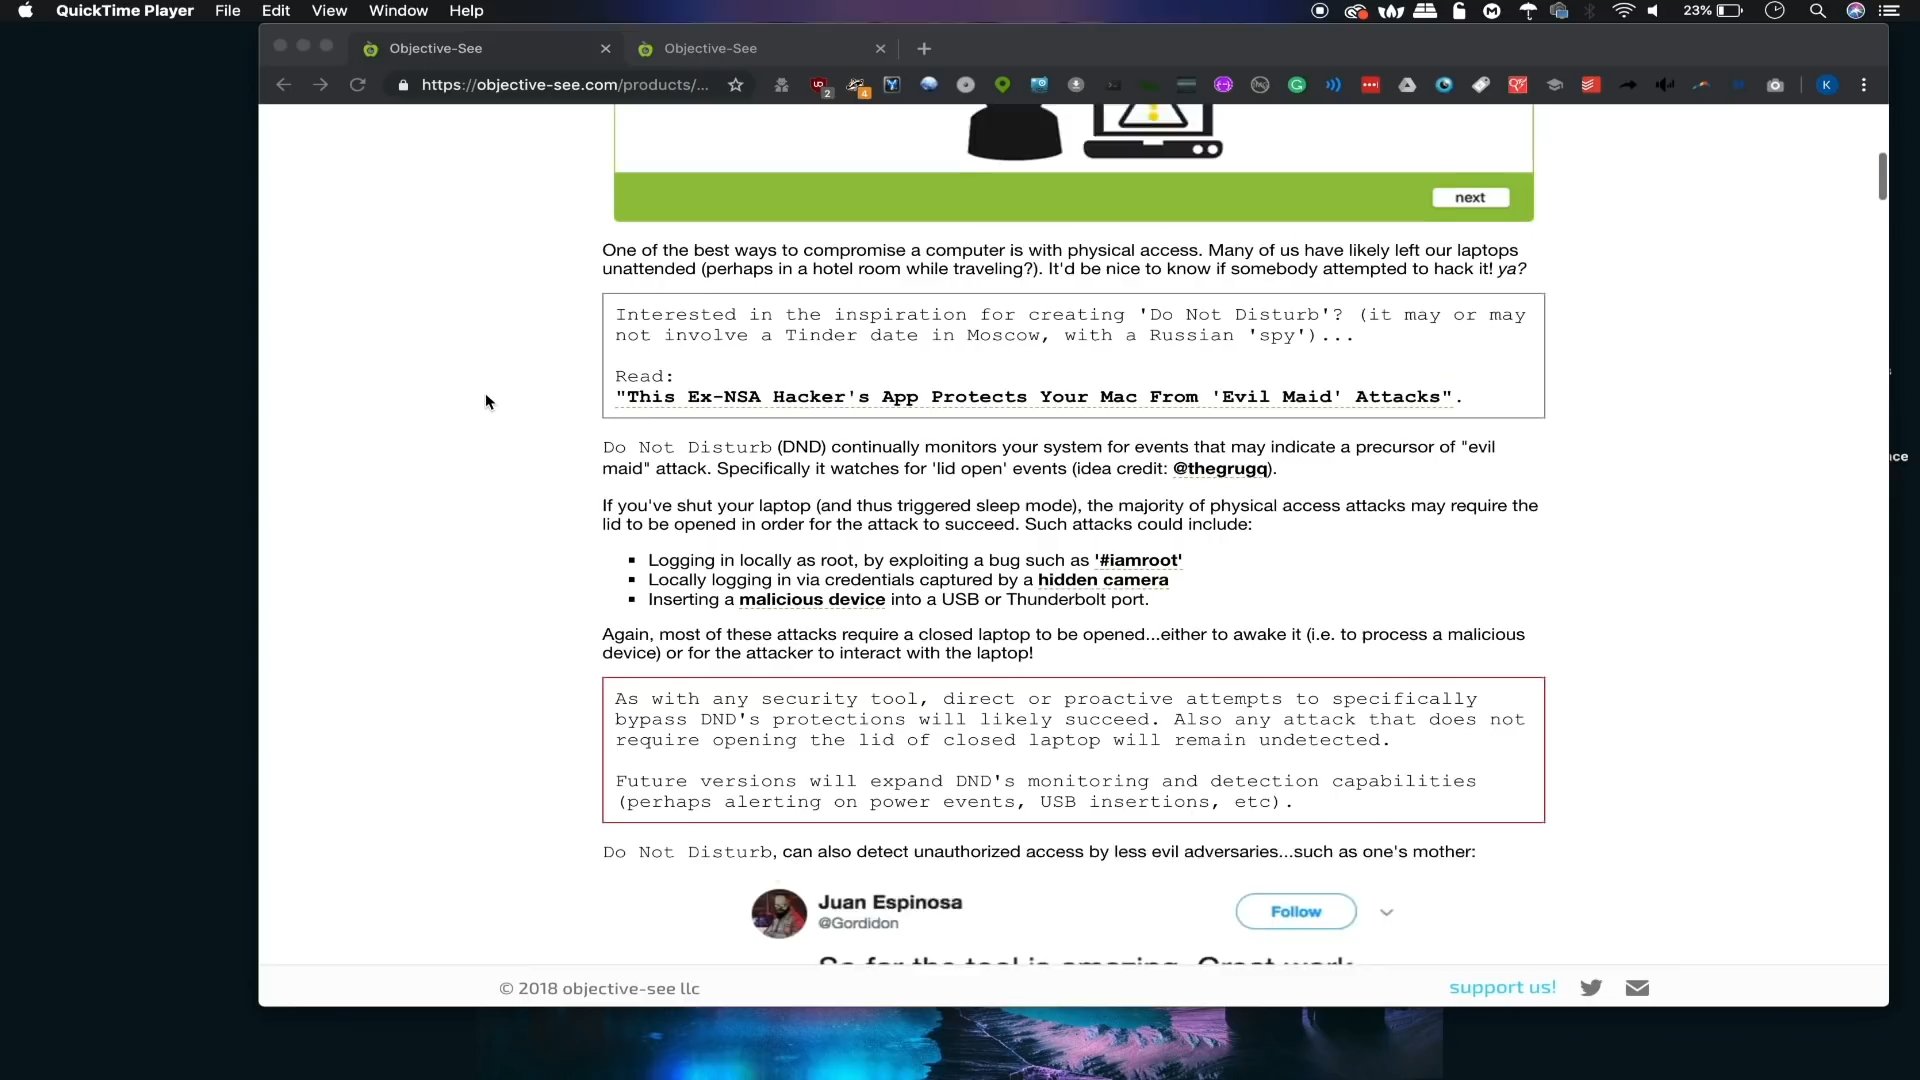 QuickTime Player File Edit View Window Help 23%
Objective-See Objective-See
https://objective-see.com/products/... 2 4 K
next
One of the best ways to compromise a computer is with physical access. Many of us have likely left our laptops
unattended (perhaps in a hotel room while traveling?). It'd be nice to know if somebody attempted to hack it! ya?
Interested in the inspiration for creating 'Do Not Disturb'? (it may or may
not involve a Tinder date in Moscow, with a Russian 'spy')...
Read:
"This Ex-NSA Hacker's App Protects Your Mac From 'Evil Maid' Attacks".
Do Not Disturb (DND) continually monitors your system for events that may indicate a precursor of "evil
maid" attack. Specifically it watches for 'lid open' events (idea credit: @thegrugq).
If you've shut your laptop (and thus triggered sleep mode), the majority of physical access attacks may require the
lid to be opened in order for the attack to succeed. Such attacks could include:
Logging in locally as root, by exploiting a bug such as '#iamroot'
Locally logging in via credentials captured by a hidden camera
Inserting a malicious device into a USB or Thunderbolt port.
Again, most of these attacks require a closed laptop to be opened...either to awake it (i.e. to process a malicious
device) or for the attacker to interact with the laptop!
As with any security tool, direct or proactive attempts to specifically
bypass DND's protections will likely succeed. Also any attack that does not
require opening the lid of closed laptop will remain undetected.
Future versions will expand DND's monitoring and detection capabilities
(perhaps alerting on power events, USB insertions, etc).
Do Not Disturb, can also detect unauthorized access by less evil adversaries...such as one's mother:
Juan Espinosa
@Gordidon
Follow
So far the tool is amazing. Great work
© 2018 objective-see llc support us!